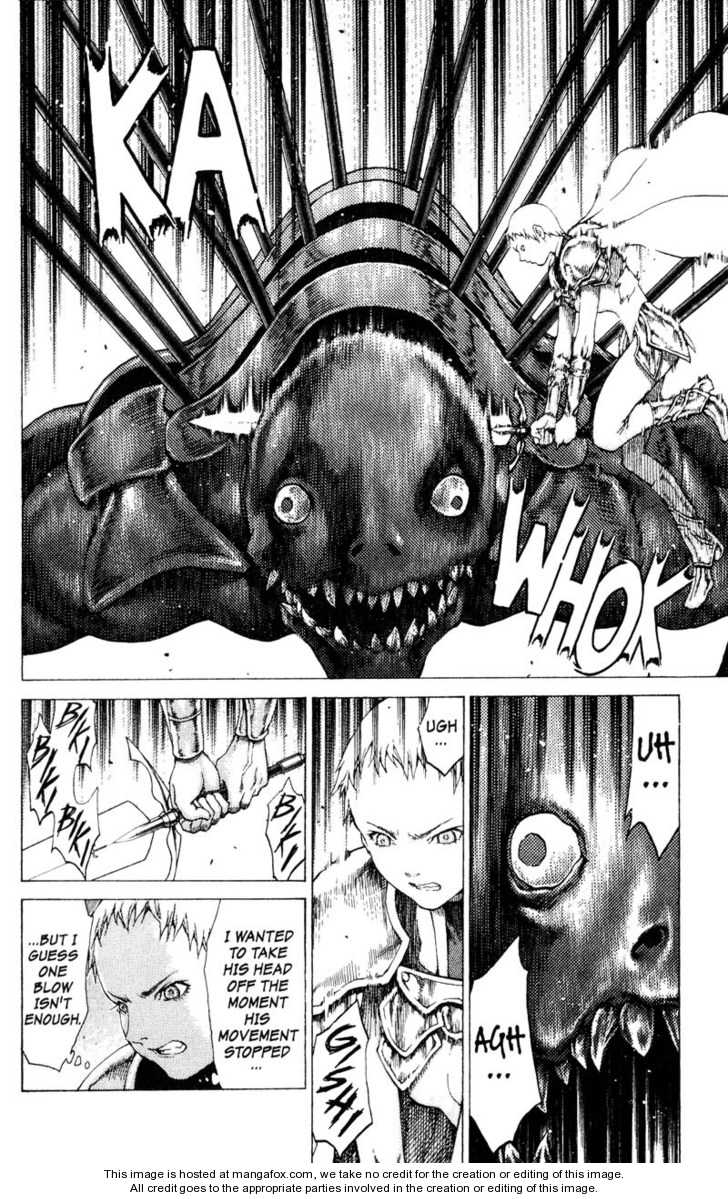 KA
WHOK
BIKI
BIKI
BIKI
BIKI
UGH
...
UH
...
I WANTED
TO TAKE
HIS HEAD
OFF THE
MOMENT
HIS
MOVEMENT
STOPPED
...
...BUT I
GUESS
ONE
BLOW
ISN'T
ENOUGH.
GISHI
AGH
...
This image is hosted at mangafox.com, we take no credit for the creation or editing of this image.
All credit goes to the appropriate parties involved in the creation or editing of this image.